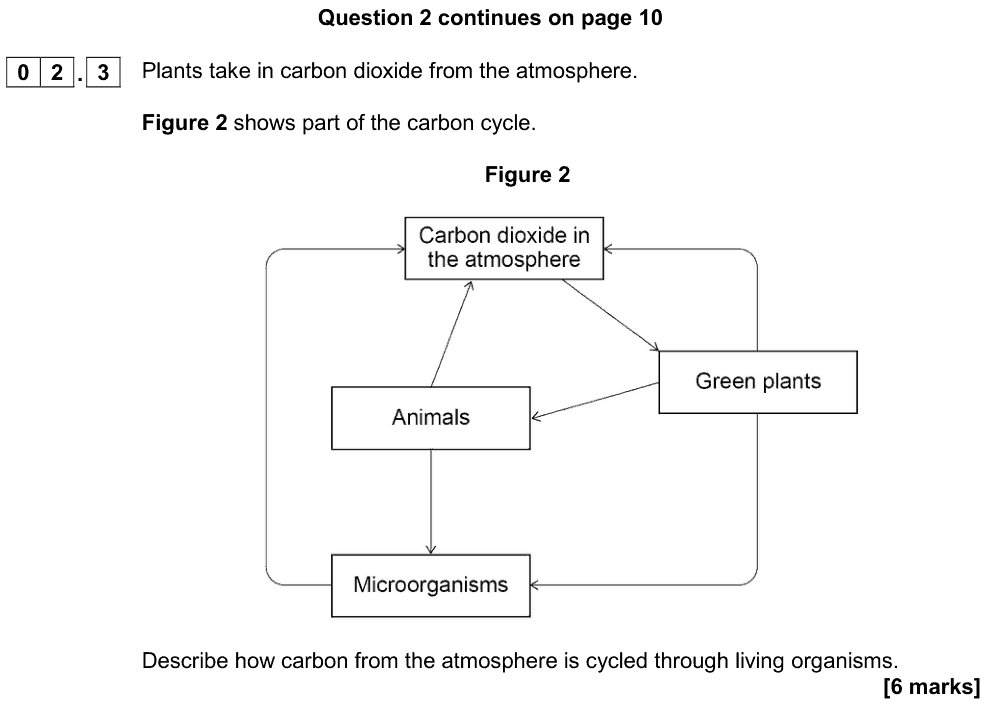 Question 2 continues on page 10
0 2 . 3 Plants take in carbon dioxide from the atmosphere.
Figure 2 shows part of the carbon cycle.
Figure 2
Carbon dioxide in
the atmosphere
Green plants
Animals
Microorganisms
Describe how carbon from the atmosphere is cycled through living organisms.
[6 marks]